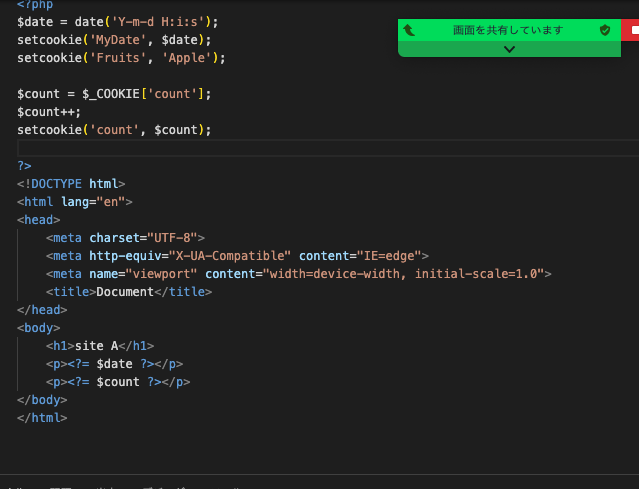 <?php
$date = date('Y-m-d H:i:s');
setcookie('MyDate', $date);
setcookie('Fruits', 'Apple');
画面を共有しています
$count = $_COOKIE['count'];
$count++;
setcookie('count', $count);
?>
<!DOCTYPE html>
<html lang="en">
<head>
    <meta charset="UTF-8">
    <meta http-equiv="X-UA-Compatible" content="IE=edge">
    <meta name="viewport" content="width=device-width, initial-scale=1.0">
    <title>Document</title>
</head>
<body>
    <h1>site A</h1>
    <p><?= $date ?></p>
    <p><?= $count ?></p>
</body>
</html>